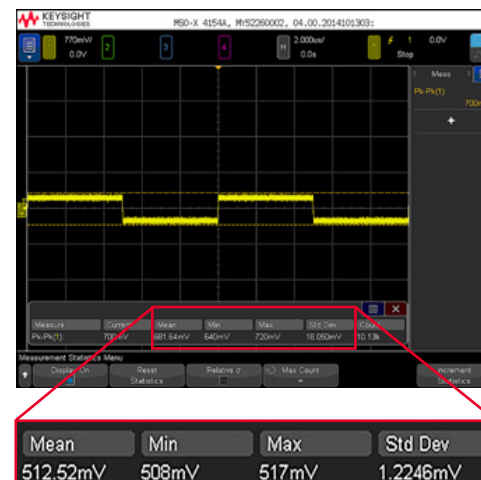 KEYSIGHT
TECHNOLOGIES
MSO-X 4154A, MY52260002, 04.00.2014101303:
770mV/
0.0V
2
3
4
H
2.000us/
0.0s
1
Stop
0.0V
Meas
Pk-Pk(1):
700m
Measure Current Mean Min Max Std Dev Count
Pk-Pk(1): 700mV 681.64mV 640mV 720mV 18.050mV 10.13k
Measurement Statistics Menu
Display On
Reset
Statistics
Relative σ
Max Count
Increment
Statistics
Mean Min Max Std Dev
512.52mV 508mV 517mV 1.2246mV